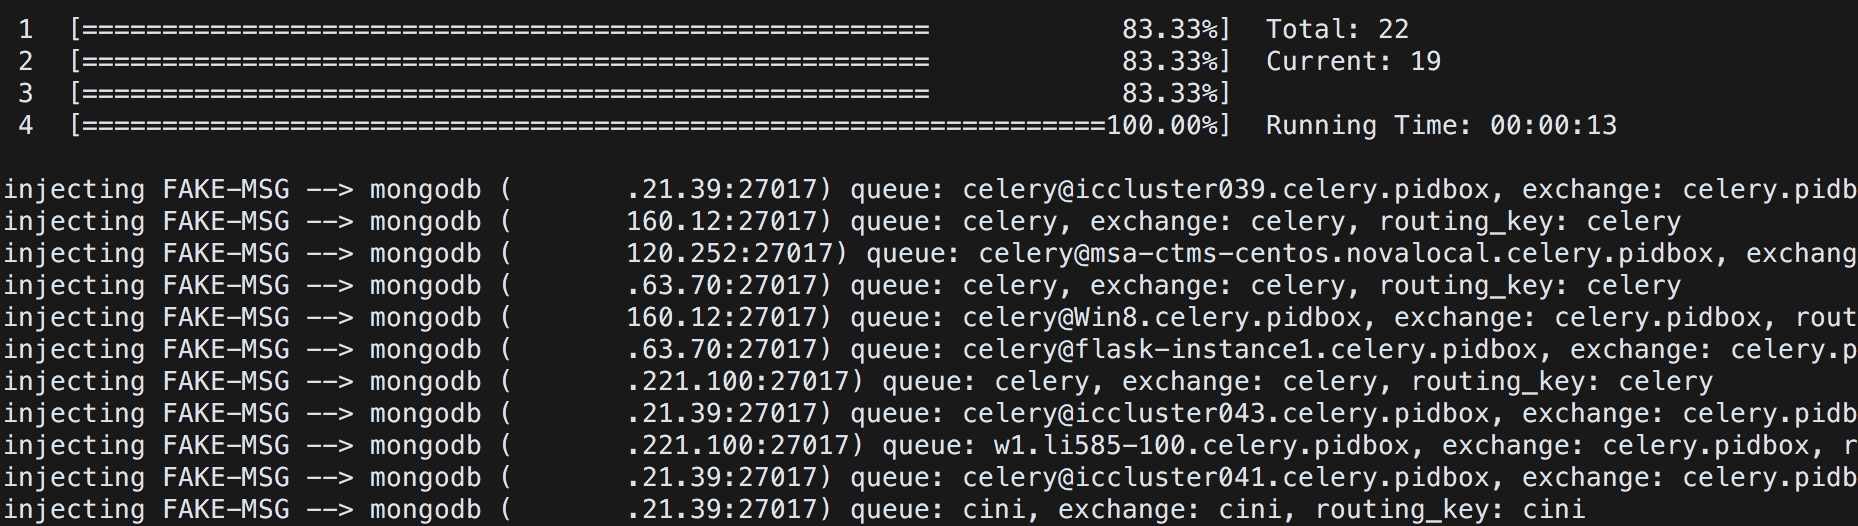 1 [===================================================== 83.33%] Total: 22
2 [===================================================== 83.33%] Current: 19
3 [===================================================== 83.33%]
4 [================================================================100.00%] Running Time: 00:00:13
injecting FAKE-MSG --> mongodb ( .21.39:27017) queue: celery@iccluster039.celery.pidbox, exchange: celery.pidb
injecting FAKE-MSG --> mongodb ( 160.12:27017) queue: celery, exchange: celery, routing_key: celery
injecting FAKE-MSG --> mongodb ( 120.252:27017) queue: celery@msa-ctms-centos.novalocal.celery.pidbox, exchang
injecting FAKE-MSG --> mongodb ( .63.70:27017) queue: celery, exchange: celery, routing_key: celery
injecting FAKE-MSG --> mongodb ( 160.12:27017) queue: celery@Win8.celery.pidbox, exchange: celery.pidbox, rout
injecting FAKE-MSG --> mongodb ( .63.70:27017) queue: celery@flask-instance1.celery.pidbox, exchange: celery.p
injecting FAKE-MSG --> mongodb ( .221.100:27017) queue: celery, exchange: celery, routing_key: celery
injecting FAKE-MSG --> mongodb ( .21.39:27017) queue: celery@iccluster043.celery.pidbox, exchange: celery.pidb
injecting FAKE-MSG --> mongodb ( .221.100:27017) queue: w1.li585-100.celery.pidbox, exchange: celery.pidbox, r
injecting FAKE-MSG --> mongodb ( .21.39:27017) queue: celery@iccluster041.celery.pidbox, exchange: celery.pidb
injecting FAKE-MSG --> mongodb ( .21.39:27017) queue: cini, exchange: cini, routing_key: cini